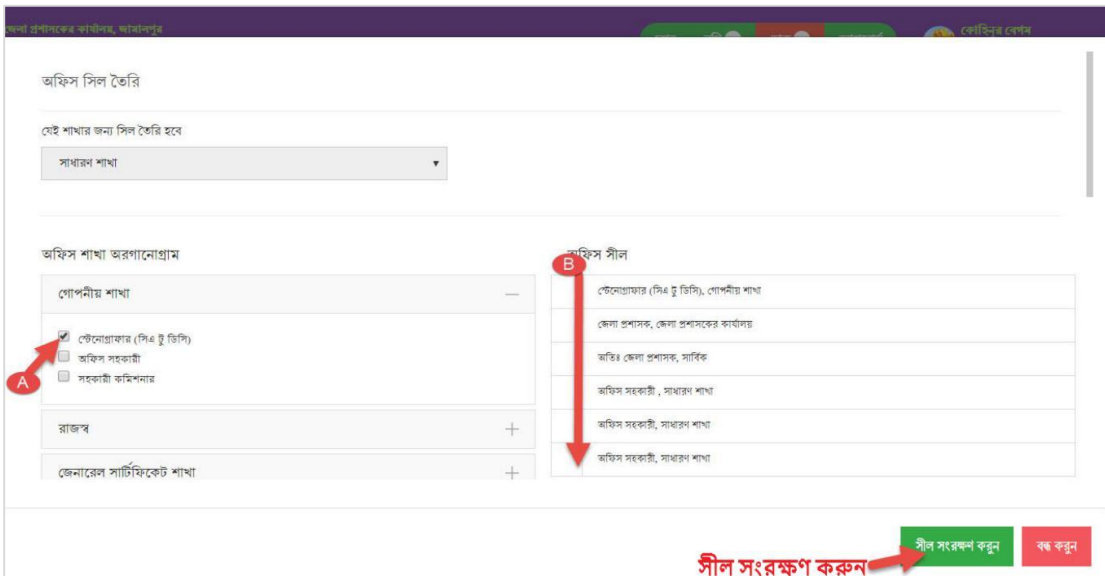 জেলা প্রশাসকের কার্যালয়, জামালপুর
কোহিনুর বেগম
অফিস সিল তৈরি
যেই শাখার জন্য সিল তৈরি হবে
সাধারণ শাখা
অফিস শাখা অরগানোগ্রাম
গোপনীয় শাখা
স্টেনোগ্রাফার (সিএ টু ডিসি)
অফিস সহকারী
সহকারী কমিশনার
A
রাজস্ব
জেনারেল সার্টিফিকেট শাখা
অফিস সীল
B
স্টেনোগ্রাফার (সিএ টু ডিসি), গোপনীয় শাখা
জেলা প্রশাসক, জেলা প্রশাসকের কার্যালয়
অতিঃ জেলা প্রশাসক, সার্বিক
অফিস সহকারী , সাধারণ শাখা
অফিস সহকারী, সাধারণ শাখা
অফিস সহকারী, সাধারণ শাখা
সীল সংরক্ষণ করুন
বন্ধ করুন
সীল সংরক্ষণ করুন